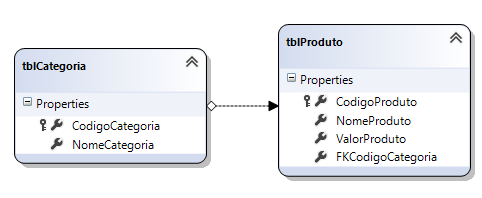 tblCategoria
Properties
CodigoCategoria
NomeCategoria
tblProduto
Properties
CodigoProduto
NomeProduto
ValorProduto
FKCodigoCategoria